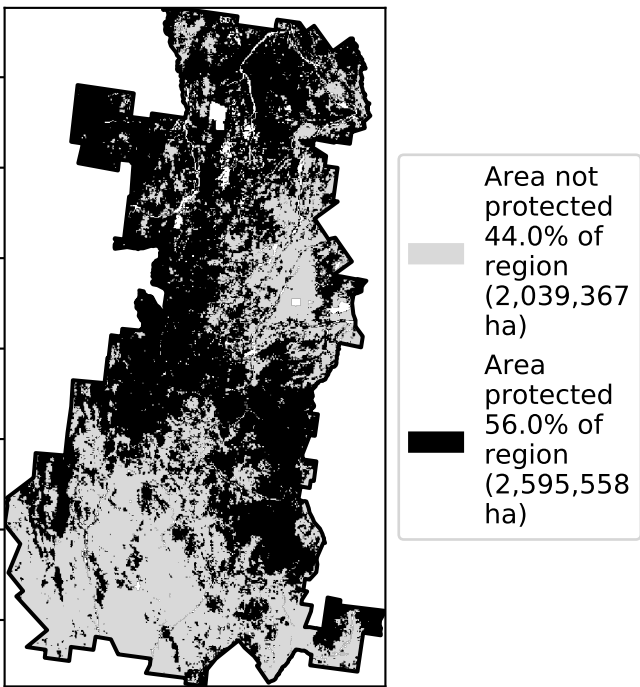 Area not
protected
44.0% of
region
(2,039,367
ha)
Area
protected
56.0% of
region
(2,595,558
ha)